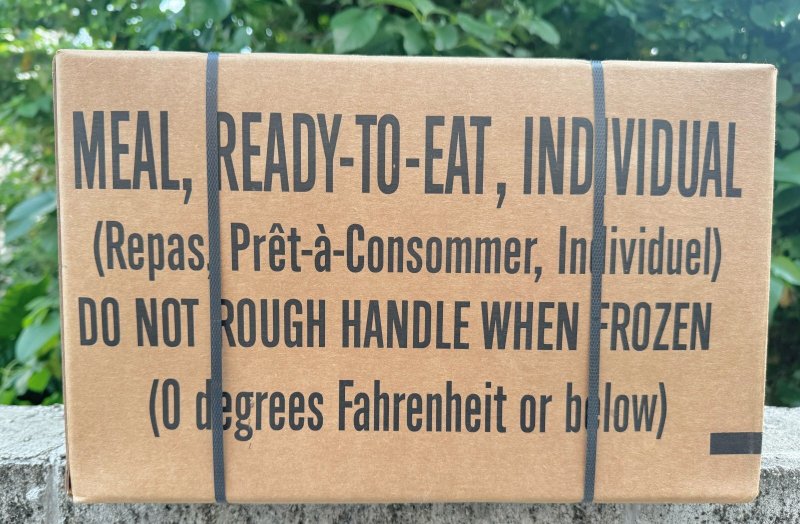 MEAL, READY-TO-EAT, INDIVIDUAL
(Repas, Prêt-à-Consommer, Individuel)
DO NOT ROUGH HANDLE WHEN FROZEN
(0 degrees Fahrenheit or below)